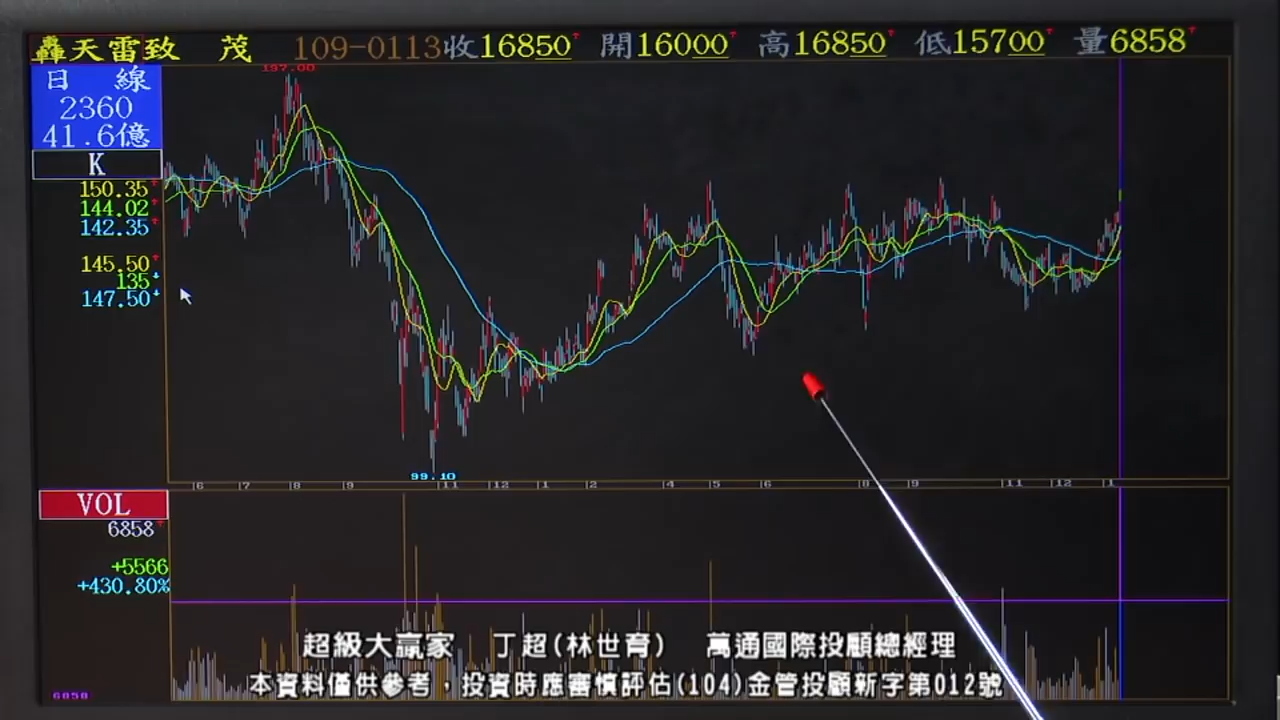 轟天雷致 茂 109-0113收16850 開16000 高16850 低15700 量6858
日 線
2360
41.6億
K
150.35
144.02
142.35
145.50
135
147.50
197.00
99.10
6 7 8 9 11 12 1 2 4 5 6 8 9 11 12 1
VOL
6858
+5566
+430.80%
超級大贏家 丁超(林世育) 萬通國際投顧總經理
本資料僅供參考，投資時應審慎評估(104)金管投顧新字第012號
6858